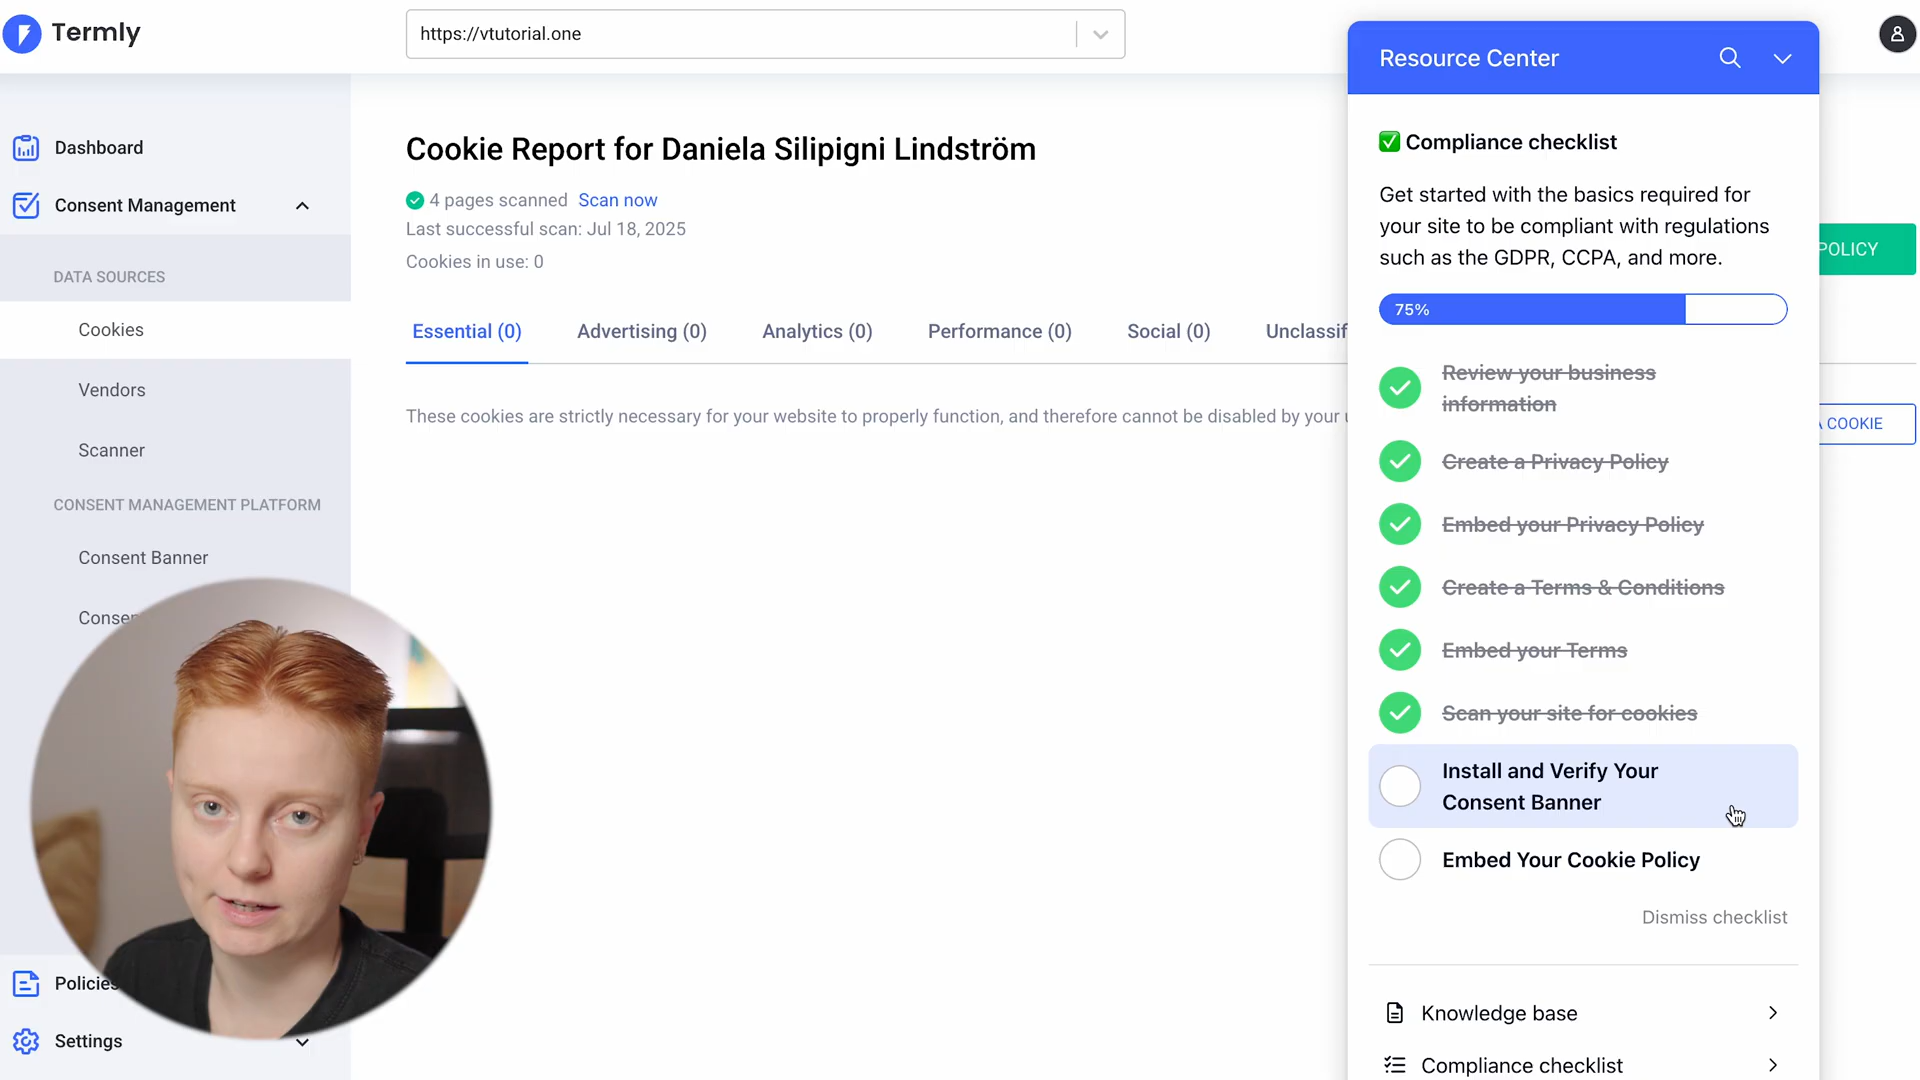 Termly
https://vtutorial.one
Dashboard
Consent Management
DATA SOURCES
Cookies
Vendors
Scanner
CONSENT MANAGEMENT PLATFORM
Consent Banner
Policies
Settings
Cookie Report for Daniela Silipigni Lindström
4 pages scanned Scan now
Last successful scan: Jul 18, 2025
Cookies in use: 0
Essential (0) Advertising (0) Analytics (0) Performance (0) Social (0) Unclassif
These cookies are strictly necessary for your website to properly function, and therefore cannot be disabled by your
POLICY
COOKIE
Resource Center
Compliance checklist
Get started with the basics required for
your site to be compliant with regulations
such as the GDPR, CCPA, and more.
75%
Review your business
information
Create a Privacy Policy
Embed your Privacy Policy
Create a Terms & Conditions
Embed your Terms
Scan your site for cookies
Install and Verify Your
Consent Banner
Embed Your Cookie Policy
Dismiss checklist
Knowledge base
Compliance checklist